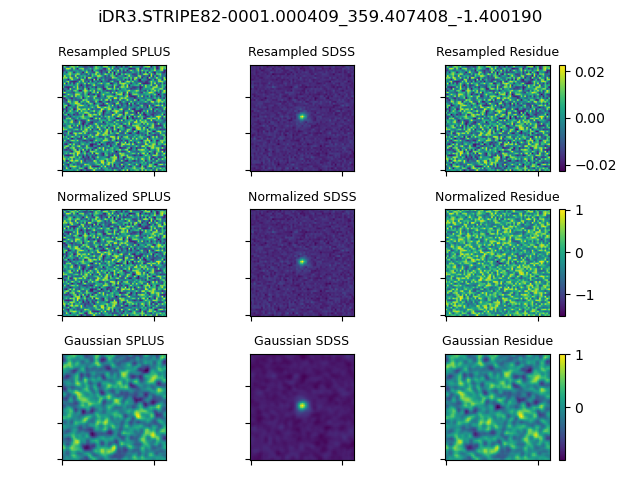 iDR3.STRIPE82-0001.000409_359.407408_-1.400190
Resampled SPLUS
Resampled SDSS
Resampled Residue
0.02
0.00
−0.02
Normalized SPLUS
Normalized SDSS
Normalized Residue
1
0
−1
Gaussian SPLUS
Gaussian SDSS
Gaussian Residue
1
0